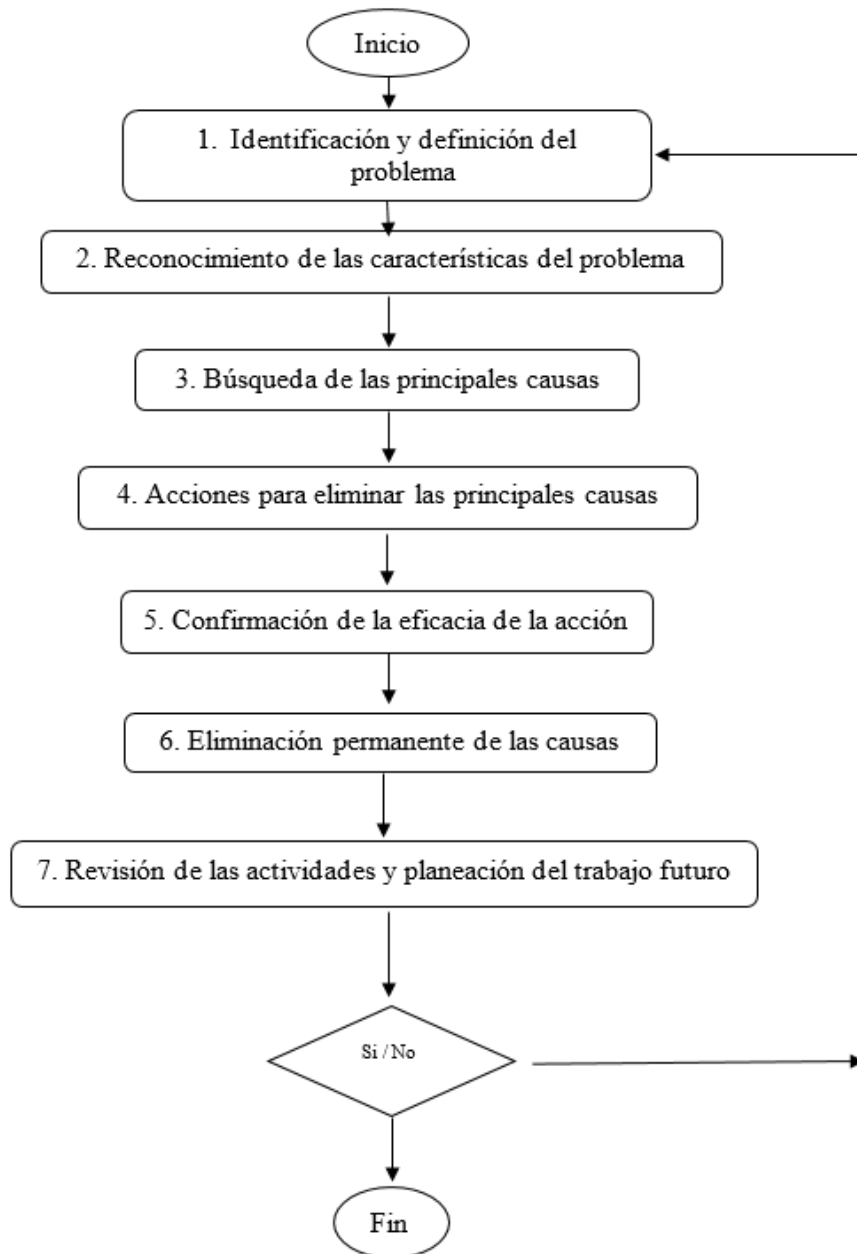 Inicio
1. Identificación y definición del
problema
2. Reconocimiento de las características del problema
3. Búsqueda de las principales causas
4. Acciones para eliminar las principales causas
5. Confirmación de la eficacia de la acción
6. Eliminación permanente de las causas
7. Revisión de las actividades y planeación del trabajo futuro
Si / No
Fin